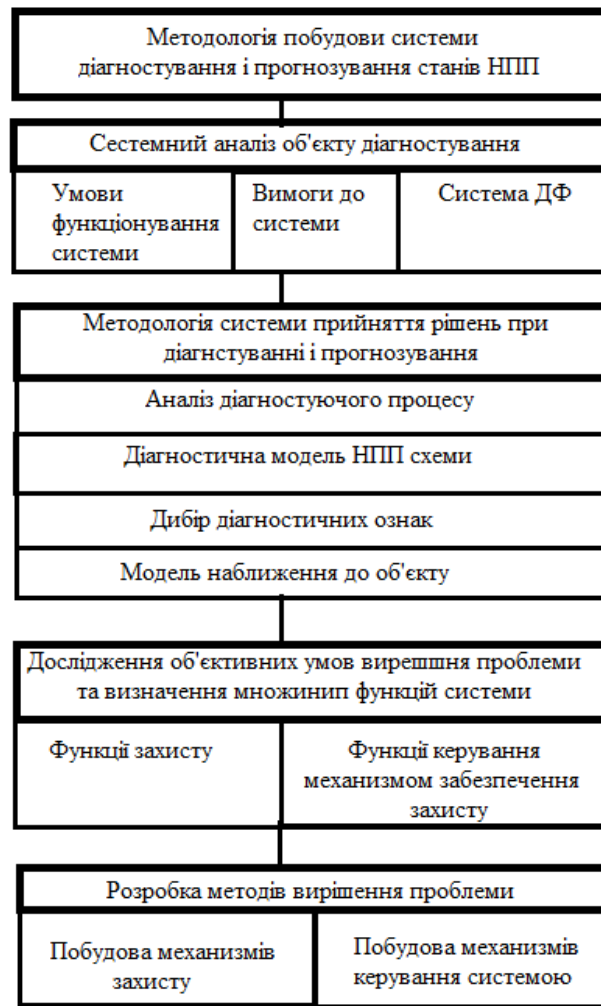 Методологія побудови системи
діагностування і прогнозування станів НПП
Сестемний аналіз об'єкту діагностування
Умови
функціонування
системи
Вимоги до
системи
Система ДФ
Методологія системи прийняття рішень при
діагнстуванні і прогнозування
Аналіз діагностуючого процесу
Діагностична модель НПП схеми
Дибір діагностичних ознак
Модель наближення до об'єкту
Дослідження об'єктивних умов вирешшня проблеми
та визначення множинип функцій системи
Функції захисту
Функції керування
механізмом забезпечення
захисту
Розробка методів вирішення проблеми
Побудова механізмів
захисту
Побудова механізмів
керування системою